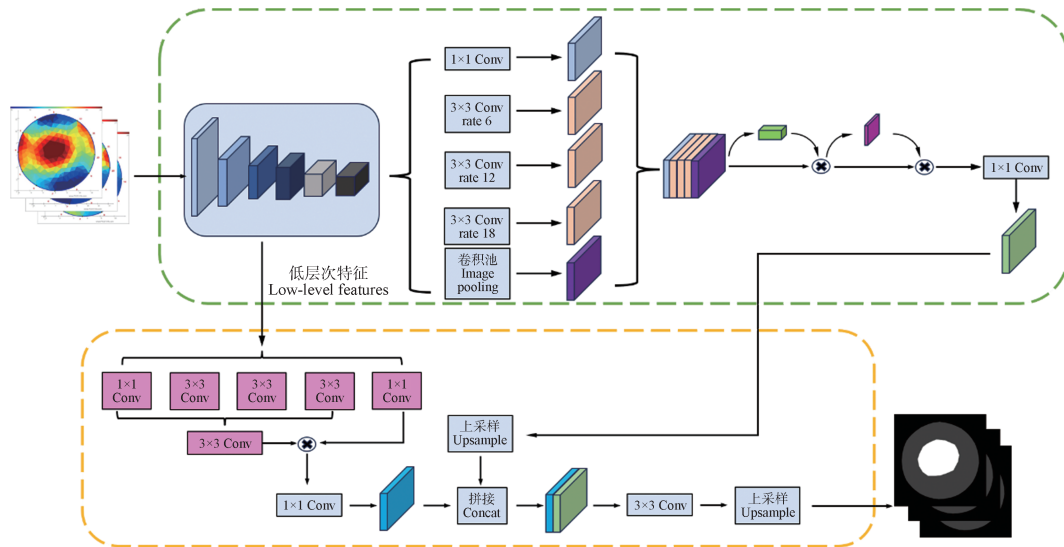 1×1 Conv
3×3 Conv
rate 6
3×3 Conv
rate 12
3×3 Conv
rate 18
卷积池
Image
pooling
1×1 Conv
低层次特征
Low-level features
1×1
Conv
3×3
Conv
3×3
Conv
3×3
Conv
1×1
Conv
3×3 Conv
上采样
Upsample
1×1 Conv
拼接
Concat
3×3 Conv
上采样
Upsample